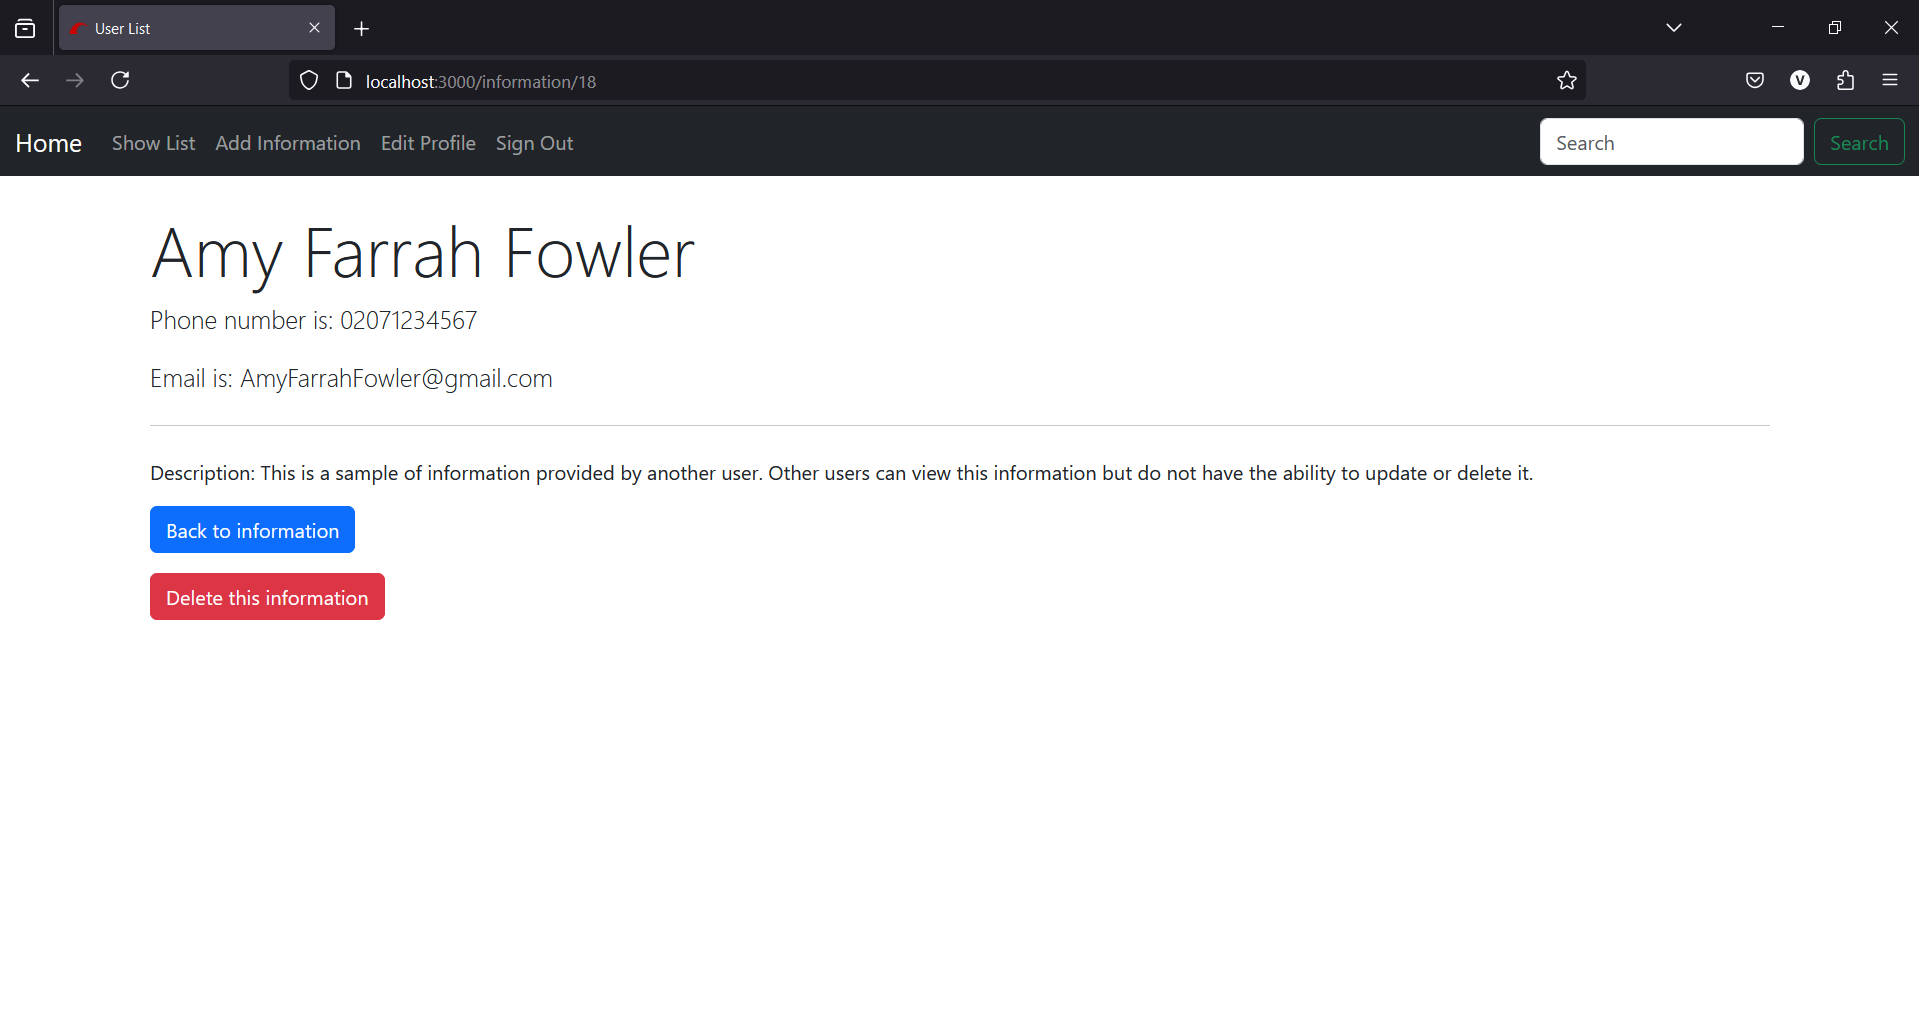 User List
localhost:3000/information/18
V
Home Show List Add Information Edit Profile Sign Out Search Search
Amy Farrah Fowler
Phone number is: 02071234567
Email is: AmyFarrahFowler@gmail.com
Description: This is a sample of information provided by another user. Other users can view this information but do not have the ability to update or delete it.
Back to information
Delete this information